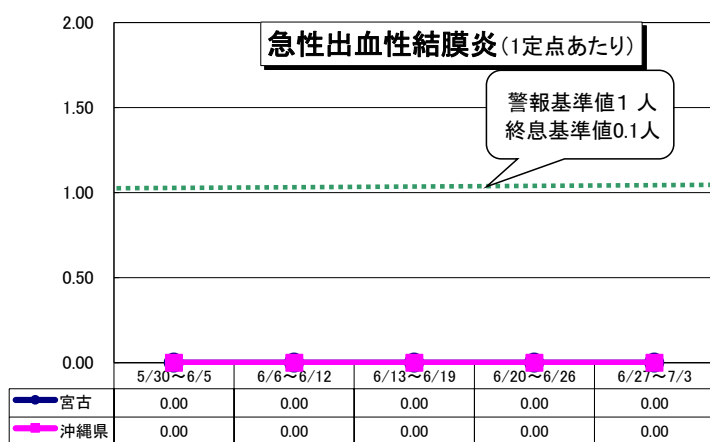 急性出血性結膜炎(1定点あたり)
警報基準値1 人
終息基準値0.1人
2.00
1.50
1.00
0.50
0.00
5/30～6/5 6/6～6/12 6/13～6/19 6/20～6/26 6/27～7/3
宮古 0.00 0.00 0.00 0.00 0.00
沖縄県 0.00 0.00 0.00 0.00 0.00